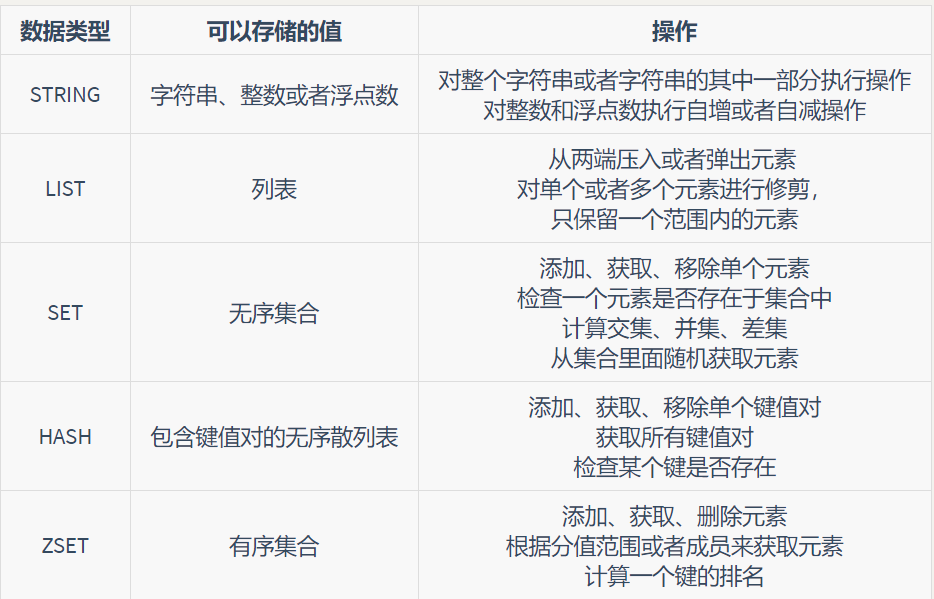 数据类型 可以存储的值 操作
对整个字符串或者字符串的其中一部分执行操作
STRING 字符串、整数或者浮点数
对整数和浮点数执行自增或者自减操作
从两端压入或者弹出元素
LIST 列表 对单个或者多个元素进行修剪，
只保留一个范围内的元素
添加、获取、移除单个元素
检查一个元素是否存在于集合中
SET 无序集合
计算交集、并集、差集
从集合里面随机获取元素
添加、获取、移除单个键值对
HASH 包含键值对的无序散列表 获取所有键值对
检查某个键是否存在
添加、获取、删除元素
ZSET 有序集合 根据分值范围或者成员来获取元素
计算一个键的排名